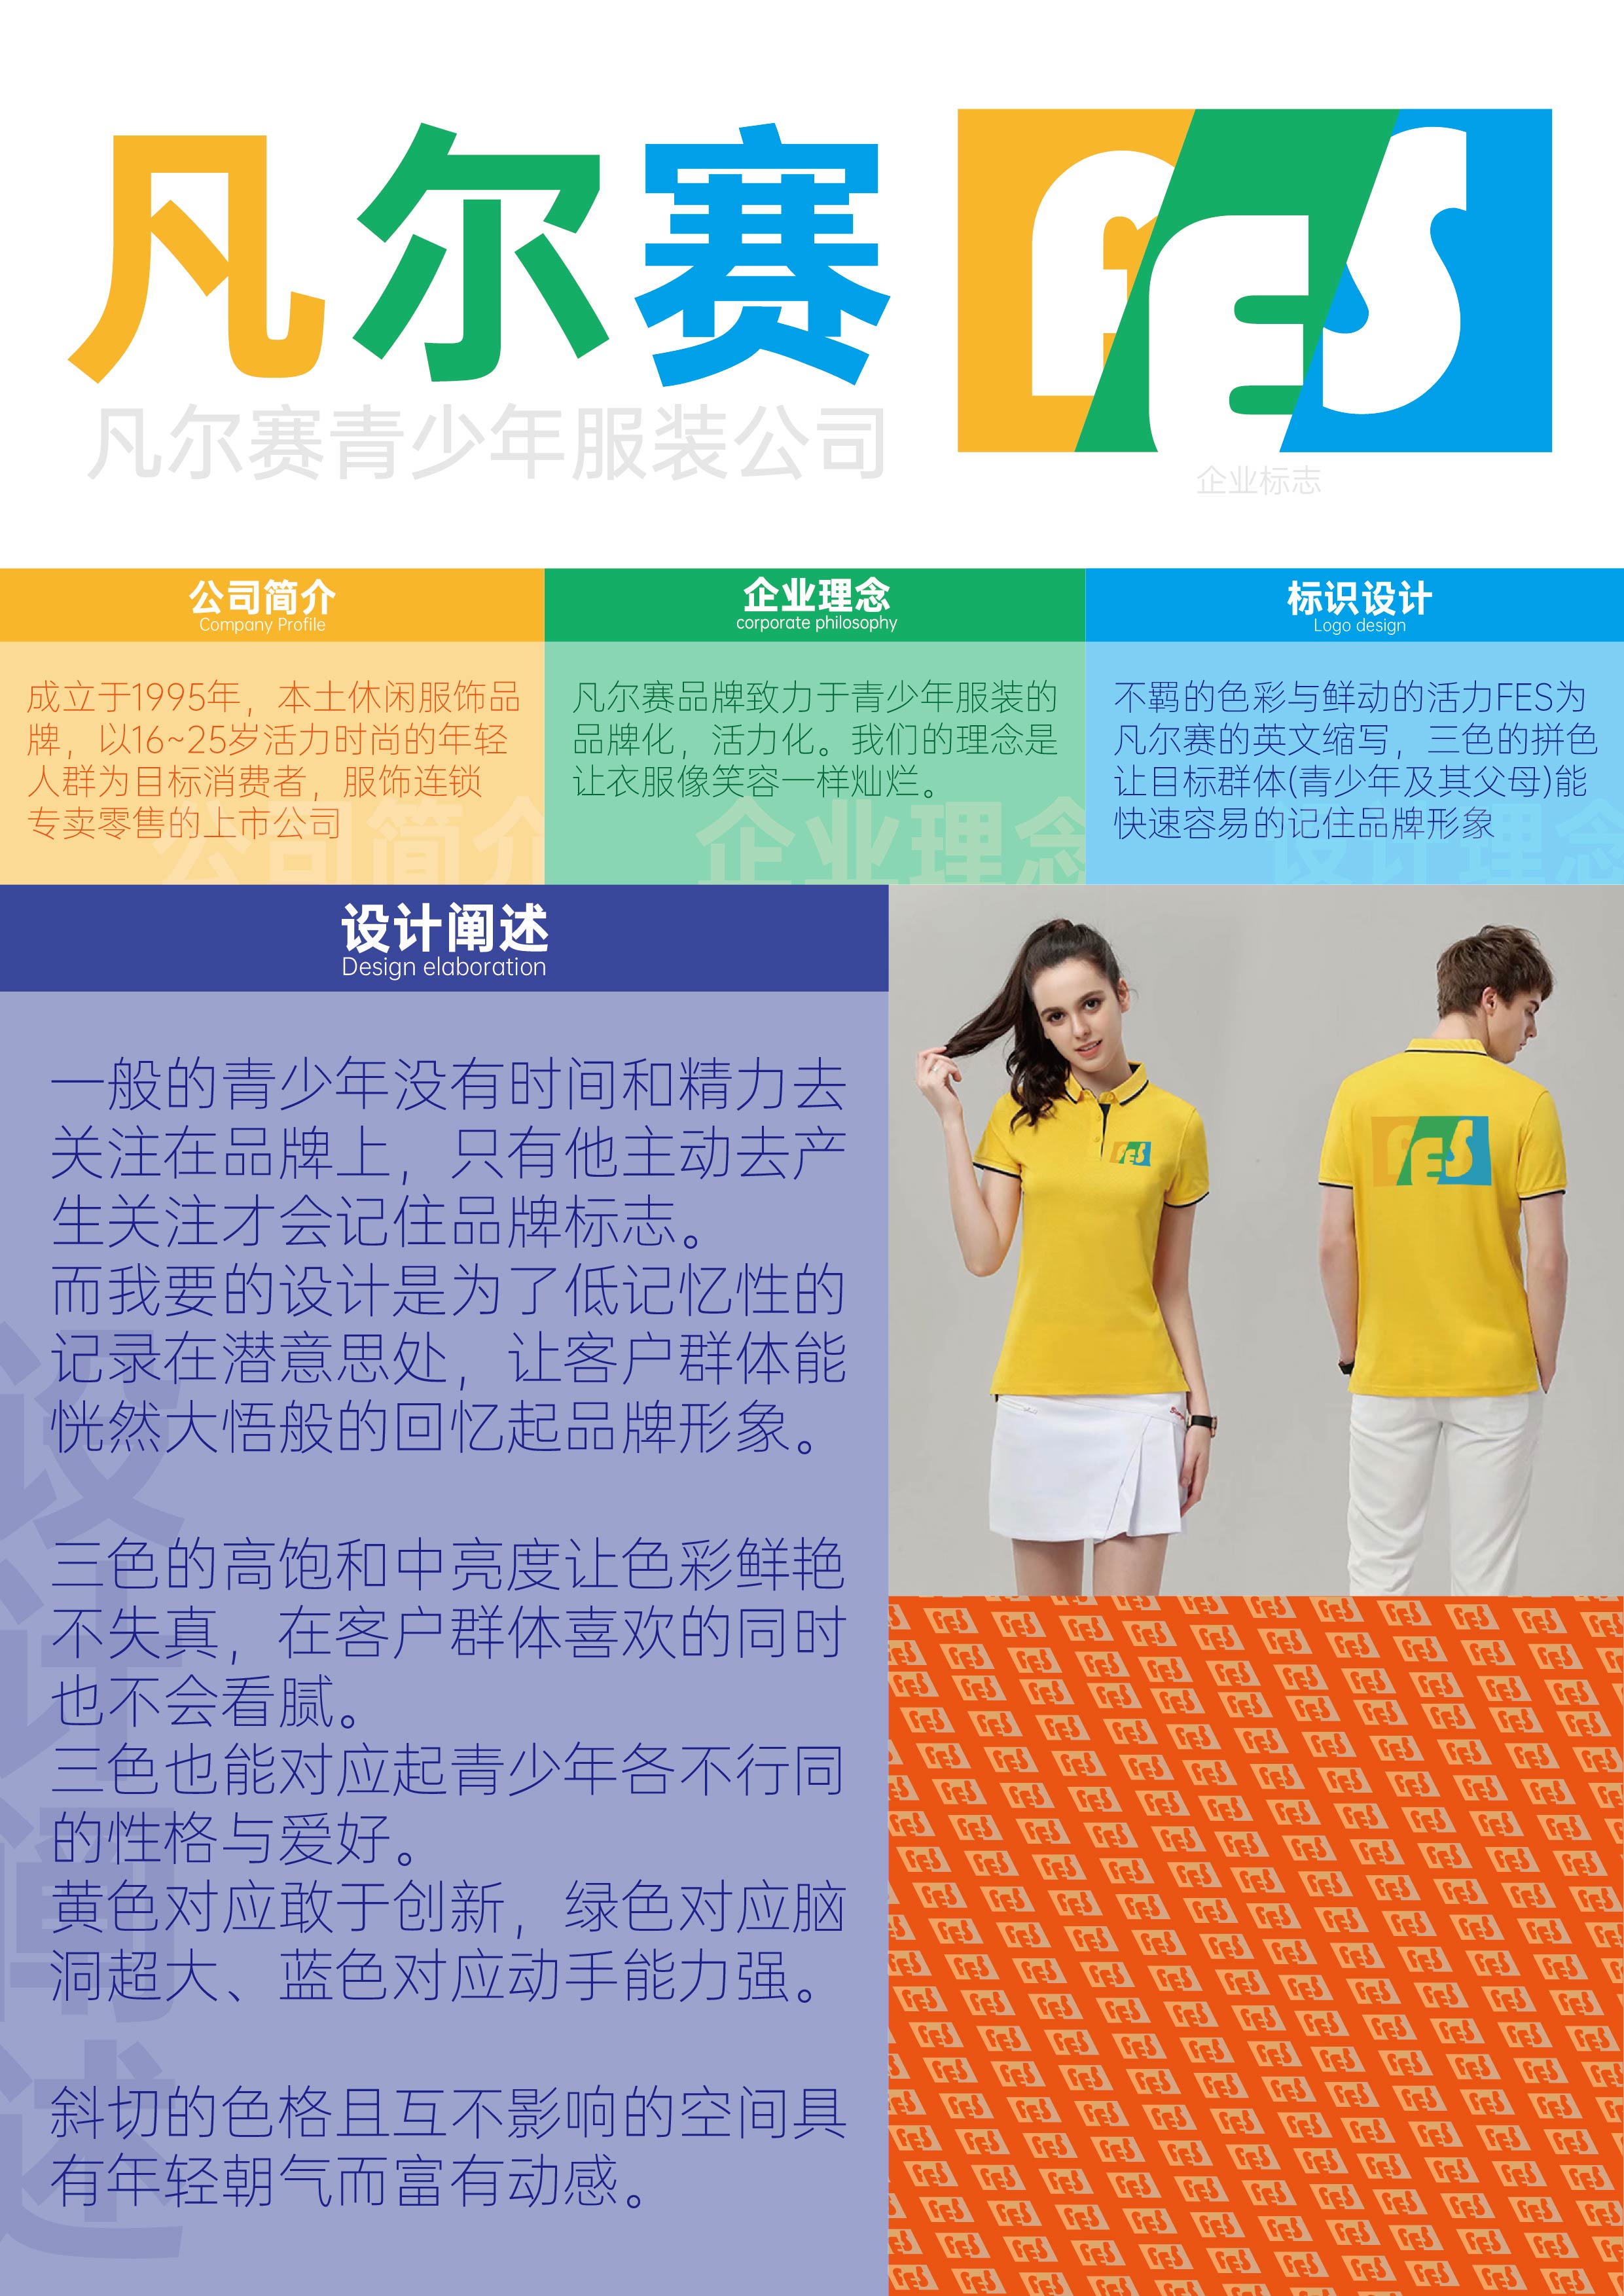 凡尔赛
FES
凡尔赛青少年服装公司
企业标志
公司简介
Company Profile
成立于1995年，本土休闲服饰品
牌，以16~25岁活力时尚的年轻
人群为目标消费者，服饰连锁
专卖零售的上市公司
公司简介
企业理念
corporate philosophy
凡尔赛品牌致力于青少年服装的
品牌化，活力化。我们的理念是
让衣服像笑容一样灿烂。
企业理念
标识设计
Logo design
不羁的色彩与鲜动的活力FES为
凡尔赛的英文缩写，三色的拼色
让目标群体(青少年及其父母)能
快速容易的记住品牌形象
设计理念
设计阐述
Design elaboration
一般的青少年没有时间和精力去
关注在品牌上，只有他主动去产
生关注才会记住品牌标志。
而我要的设计是为了低记忆性的
记录在潜意思处，让客户群体能
恍然大悟般的回忆起品牌形象。
三色的高饱和中亮度让色彩鲜艳
不失真，在客户群体喜欢的同时
也不会看腻。
三色也能对应起青少年各不行同
的性格与爱好。
黄色对应敢于创新，绿色对应脑
洞超大、蓝色对应动手能力强。
斜切的色格且互不影响的空间具
有年轻朝气而富有动感。
设计阐述
FES
FES